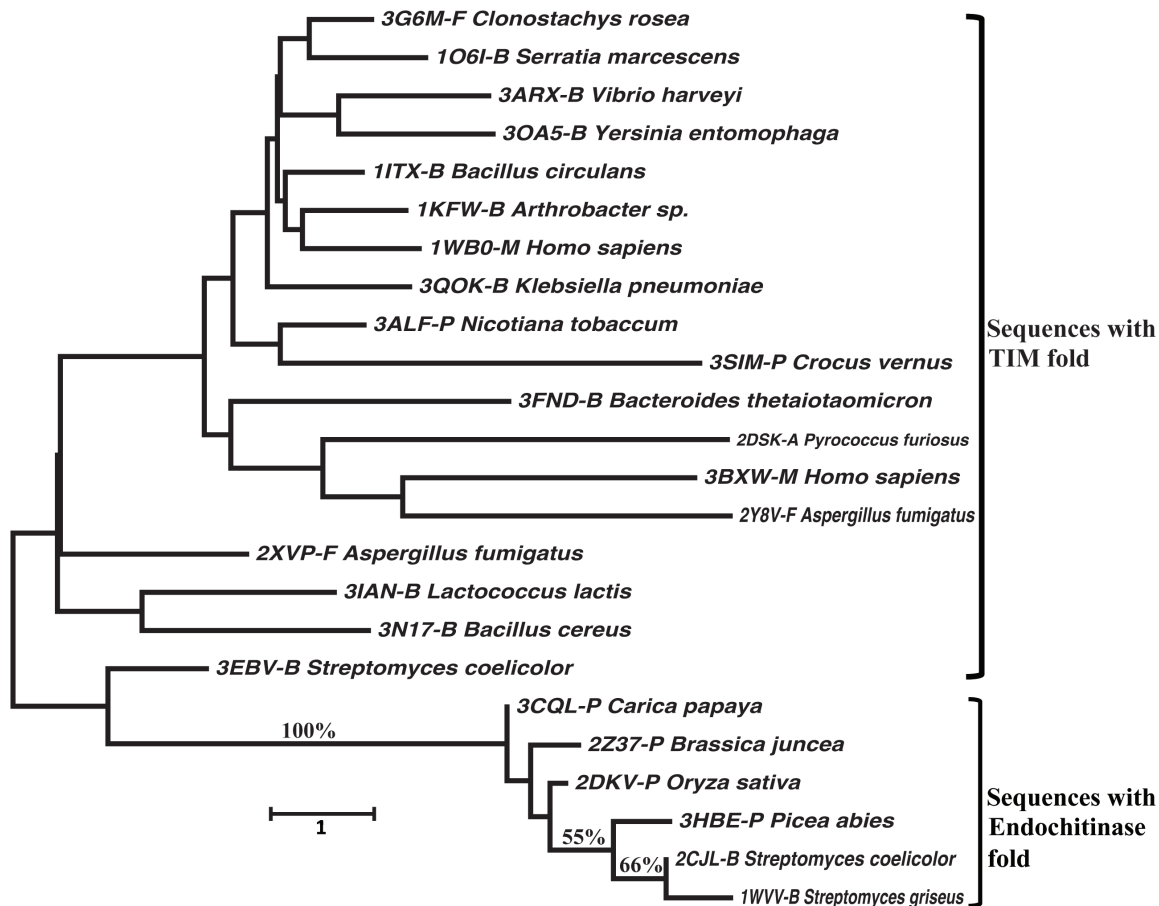 3G6M-F Clonostachys rosea
1O6I-B Serratia marcescens
3ARX-B Vibrio harveyi
3OA5-B Yersinia entomophaga
1ITX-B Bacillus circulans
1KFW-B Arthrobacter sp.
1WB0-M Homo sapiens
3QOK-B Klebsiella pneumoniae
3ALF-P Nicotiana tobaccum
3SIM-P Crocus vernus
3FND-B Bacteroides thetaiotaomicron
2DSK-A Pyrococcus furiosus
3BXW-M Homo sapiens
2Y8V-F Aspergillus fumigatus
2XVP-F Aspergillus fumigatus
3IAN-B Lactococcus lactis
3N17-B Bacillus cereus
3EBV-B Streptomyces coelicolor
Sequences with
TIM fold
3CQL-P Carica papaya
100%
2Z37-P Brassica juncea
2DKV-P Oryza sativa
3HBE-P Picea abies
55%
2CJL-B Streptomyces coelicolor
66%
1WVV-B Streptomyces griseus
Sequences with
Endochitinase
fold
1